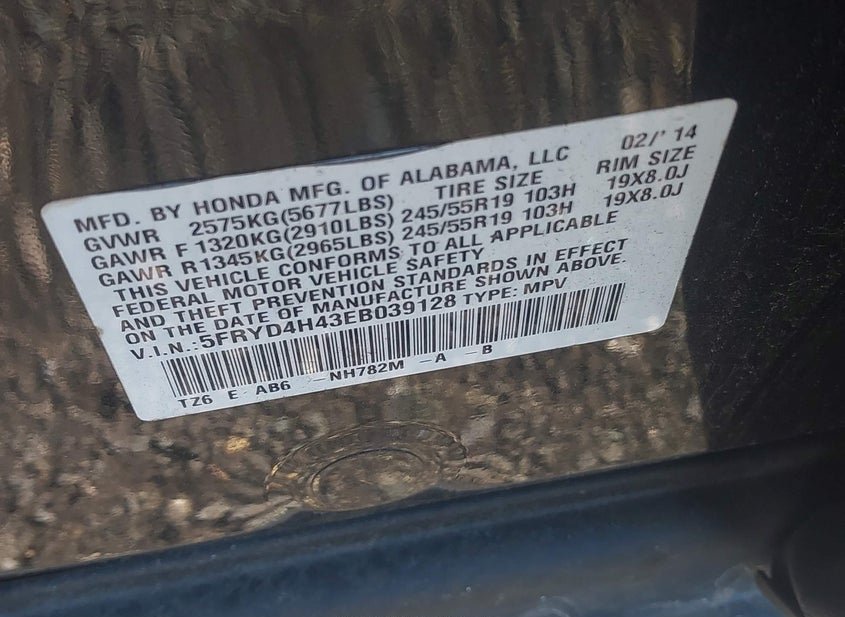 MFD. BY HONDA MFG. OF ALABAMA, LLC 02/'14
GVWR 2575KG(5677LBS) TIRE SIZE RIM SIZE
GAWR F 1320KG(2910LBS) 245/55R19 103H 19X8.0J
GAWR R1345KG(2965LBS) 245/55R19 103H 19X8.0J
THIS VEHICLE CONFORMS TO ALL APPLICABLE
FEDERAL MOTOR VEHICLE SAFETY
AND THEFT PREVENTION STANDARDS IN EFFECT
ON THE DATE OF MANUFACTURE SHOWN ABOVE.
V.I.N.:5FRYD4H43EB039128 TYPE: MPV
TZ6 E AB6 -NH782M -A -B